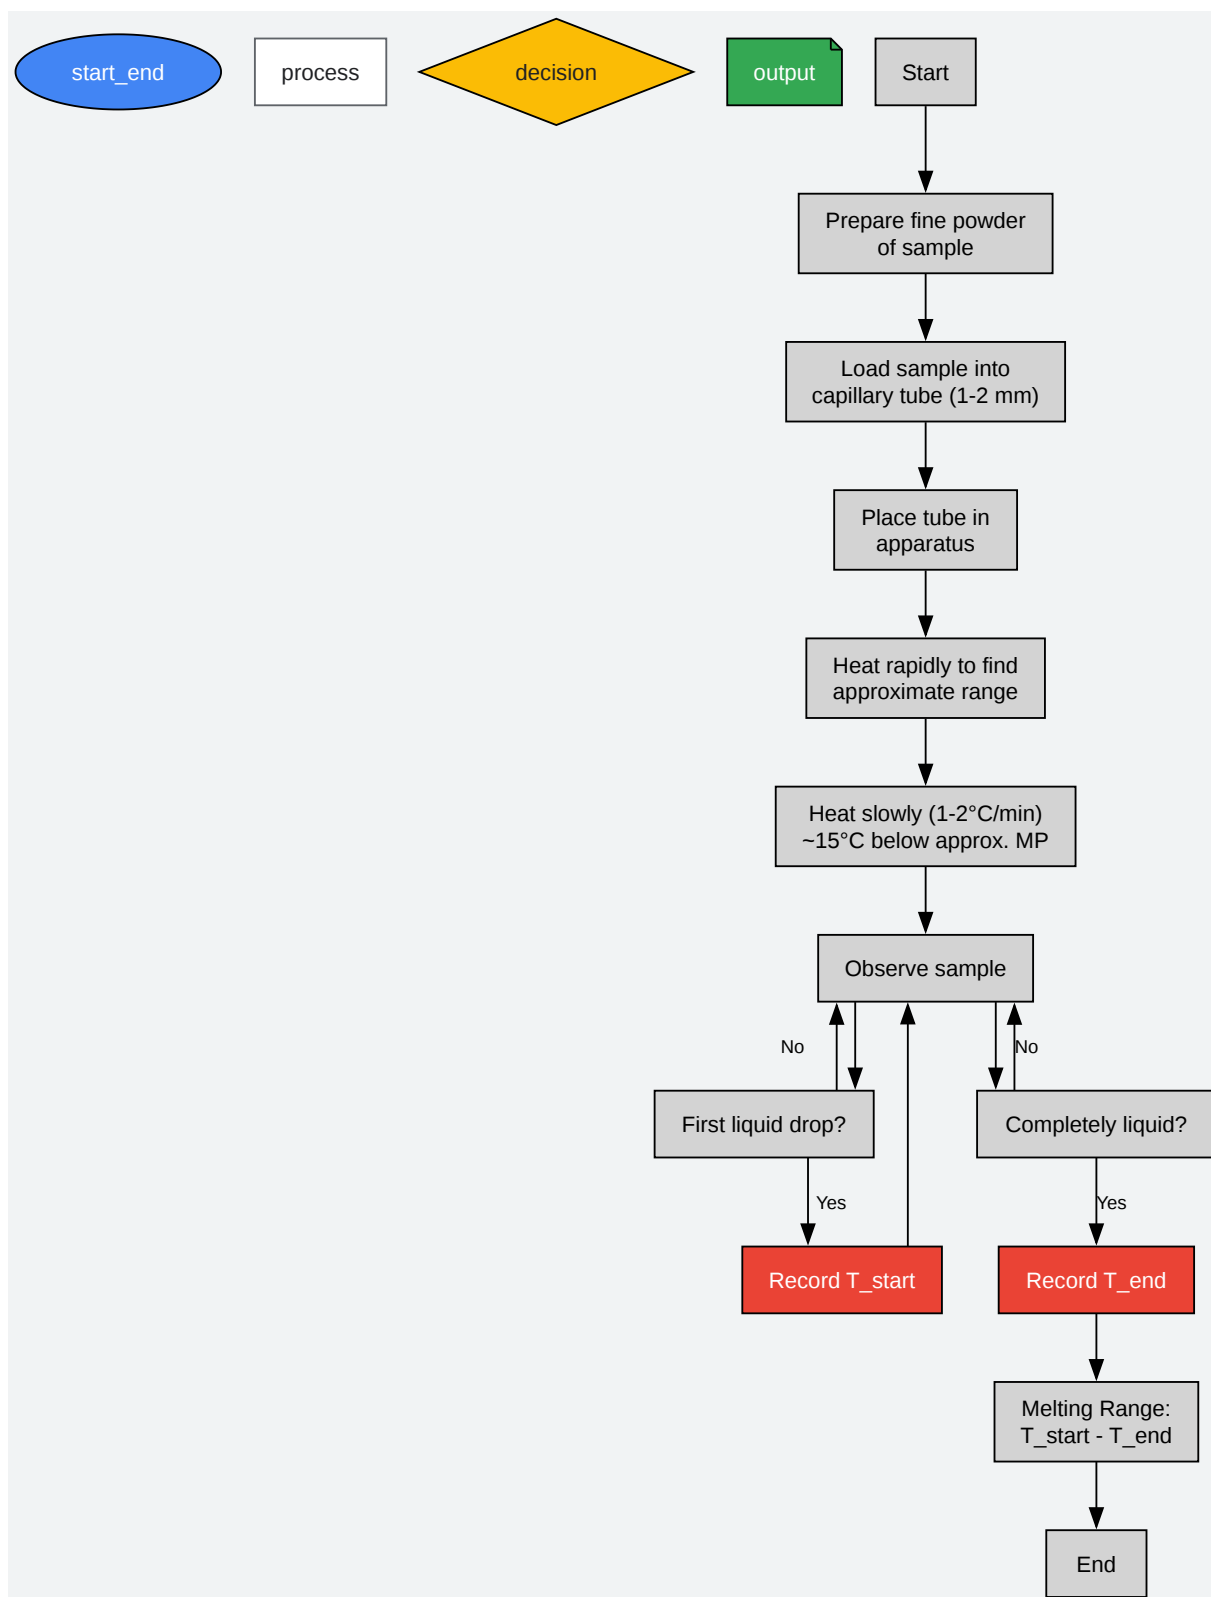 start_end
process
decision
output
Start
Prepare fine powder
of sample
Load sample into
capillary tube (1-2 mm)
Place tube in
apparatus
Heat rapidly to find
approximate range
Heat slowly (1-2°C/min)
~15°C below approx. MP
Observe sample
No
No
First liquid drop?
Completely liquid?
Yes
Yes
Record T_start
Record T_end
Melting Range:
T_start - T_end
End